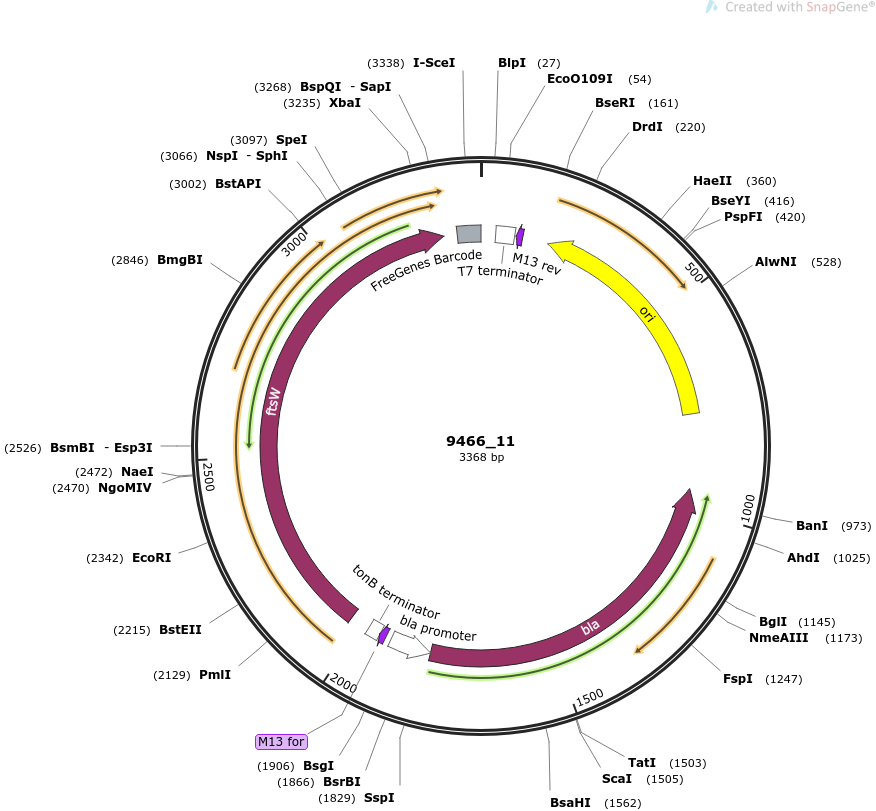 Created with SnapGene®
(3338) I-SceI
BlpI (27)
EcoO109I (54)
BseRI (161)
DrdI (220)
HaeII (360)
BseYI (416)
PspFI (420)
AlwNI (528)
BanI (973)
AhdI (1025)
BglI (1145)
NmeAIII (1173)
FspI (1247)
TatI (1503)
ScaI (1505)
BsaHI (1562)
(1829) SspI
(1866) BsrBI
(1906) BsgI
M13 for
(2129) PmlI
(2215) BstEII
(2342) EcoRI
(2470) NgoMIV
(2472) NaeI
(2526) BsmBI - Esp3I
(2846) BmgBI
(3002) BstAPI
(3066) NspI - SphI
(3097) SpeI
(3235) XbaI
(3268) BspQI - SapI
500
1000
1500
2000
2500
3000
FreeGenes Barcode
T7 terminator
M13 rev
ori
bla
bla promoter
tonB terminator
ftsW
9466_11
3368 bp